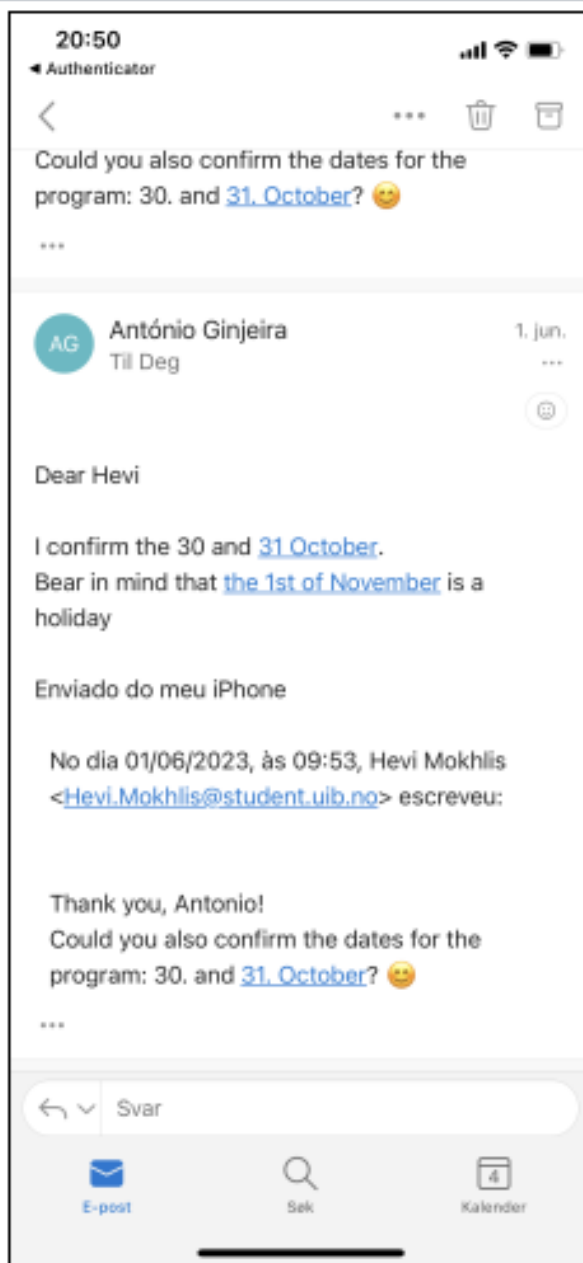 20:50
◄ Authenticator
Could you also confirm the dates for the
program: 30. and 31. October? 😊
...
AG
António Ginjeira
1. jun.
Til Deg
...
Dear Hevi
I confirm the 30 and 31 October.
Bear in mind that the 1st of November is a
holiday
Enviado do meu iPhone
No dia 01/06/2023, às 09:53, Hevi Mokhlis
<Hevi.Mokhlis@student.uib.no> escreveu:
Thank you, Antonio!
Could you also confirm the dates for the
program: 30. and 31. October? 😊
...
Svar
4
E-post
Søk
Kalender